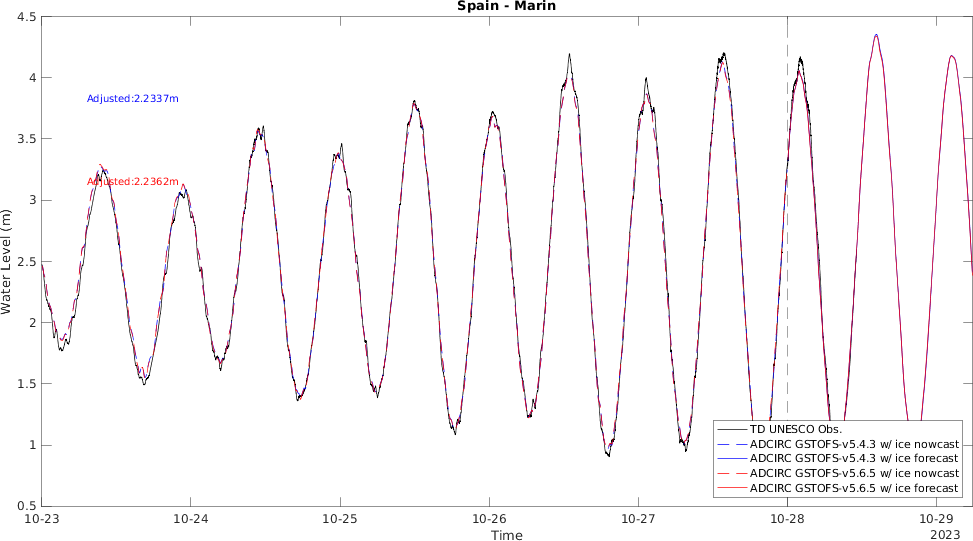 Spain - Marin
4.5
4
3.5
3
2.5
2
1.5
1
0.5
Water Level (m)
Adjusted:2.2337m
Adjusted:2.2362m
TD UNESCO Obs.
ADCIRC GSTOFS-v5.4.3 w/ ice nowcast
ADCIRC GSTOFS-v5.4.3 w/ ice forecast
ADCIRC GSTOFS-v5.6.5 w/ ice nowcast
ADCIRC GSTOFS-v5.6.5 w/ ice forecast
10-23 10-24 10-25 10-26 10-27 10-28 10-29
Time
2023